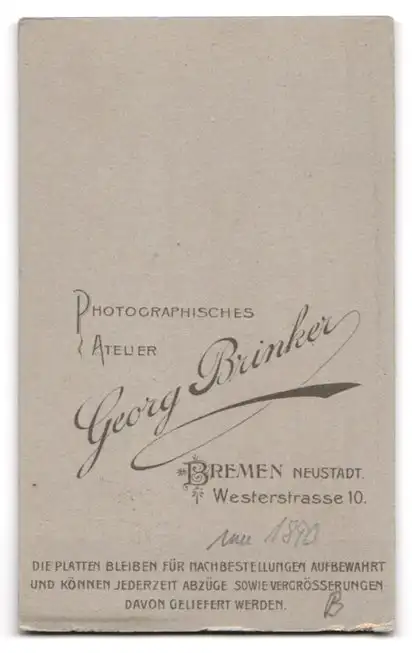 PHOTOGRAPHISCHES
ATELIER
Georg Brinker
BREMEN NEUSTADT.
Westerstrasse 10.
um 1890
DIE PLATTEN BLEIBEN FÜR NACHBESTELLUNGEN AUFBEWAHRT
UND KÖNNEN JEDERZEIT ABZÜGE SOWIE VERGRÖSSERUNGEN
DAVON GELIEFERT WERDEN.
B